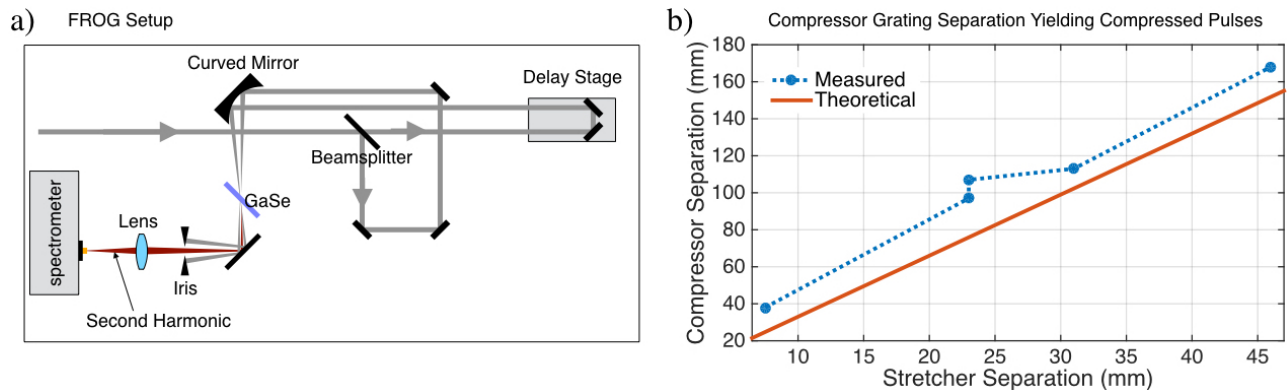 a)
FROG Setup
Curved Mirror
Delay Stage
Beamsplitter
GaSe
Lens
spectrometer
Iris
Second Harmonic
b)
Compressor Grating Separation Yielding Compressed Pulses
Compressor Separation (mm)
180
160
140
120
100
80
60
40
20
Measured
Theoretical
10
15
20
25
30
35
40
45
Stretcher Separation (mm)